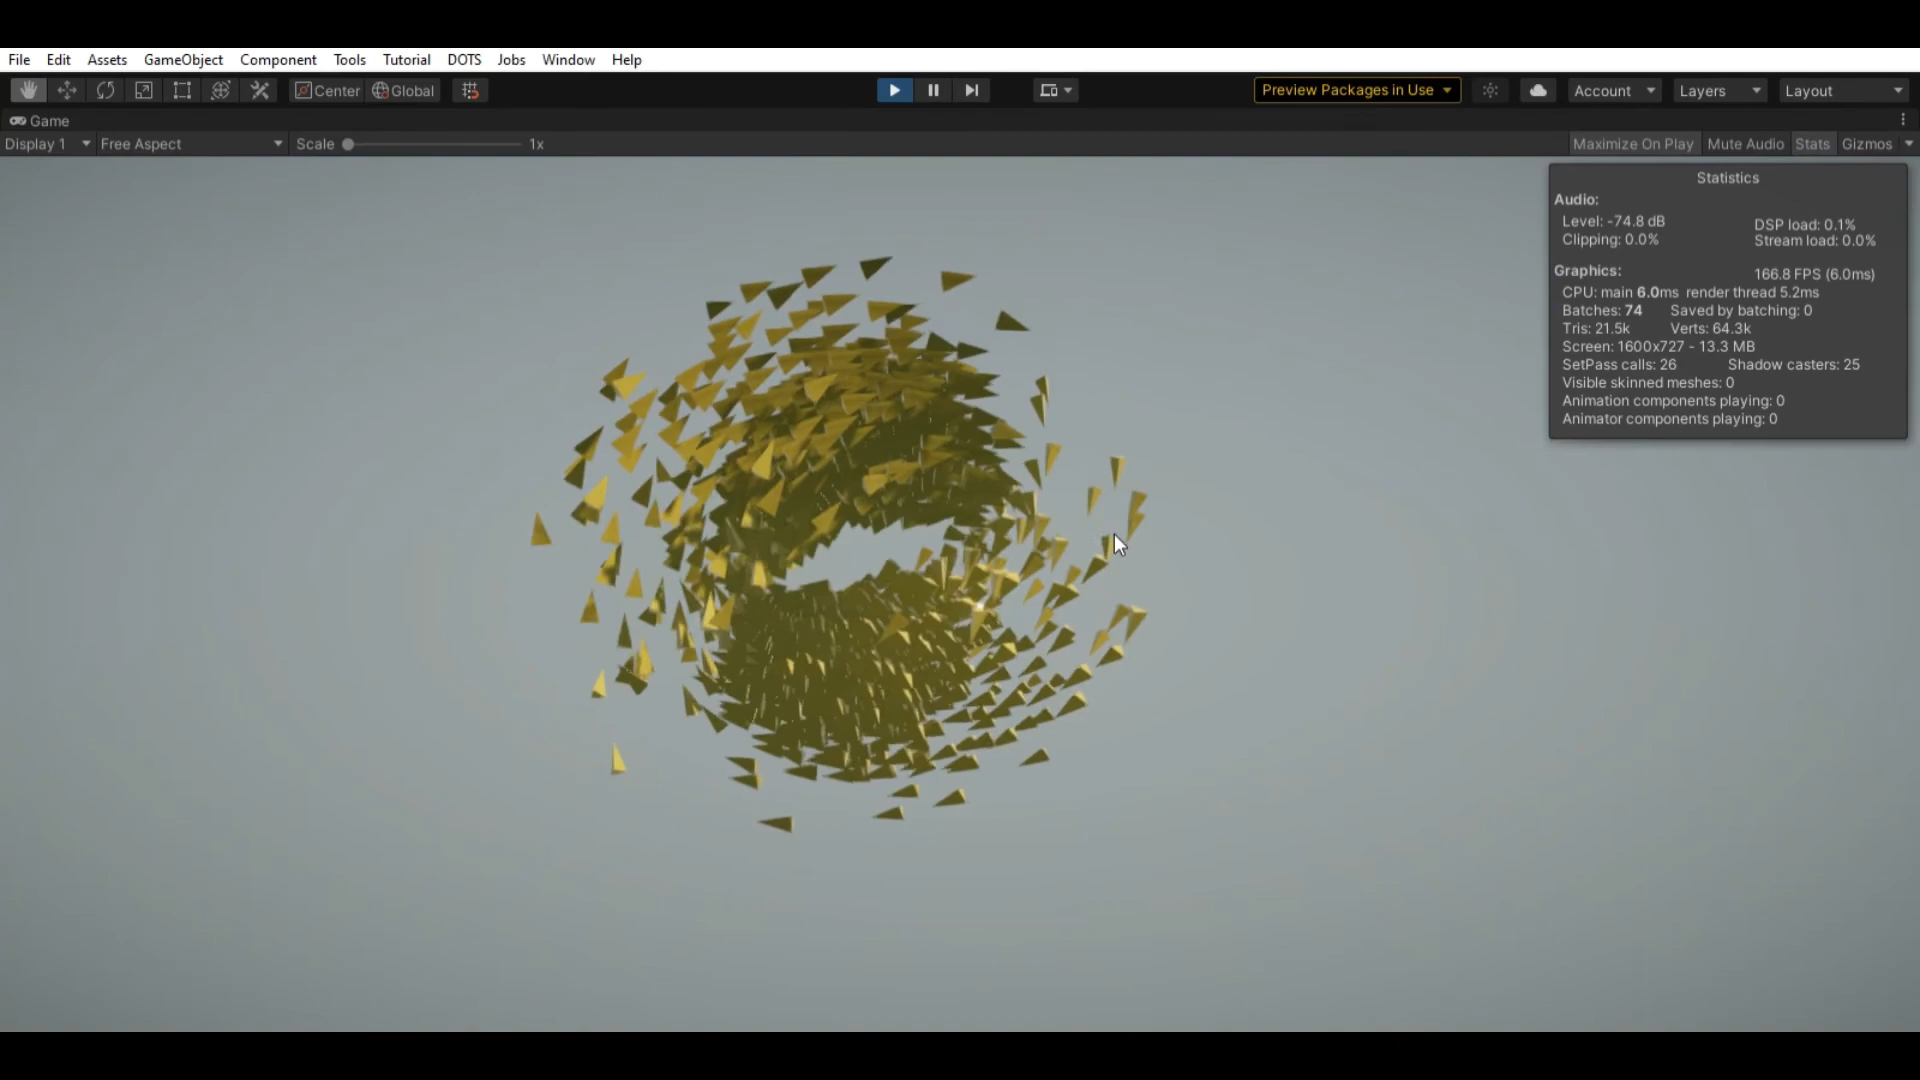 File Edit Assets GameObject Component Tools Tutorial DOTS Jobs Window Help
Center Global Preview Packages in Use Account Layers Layout
Game
Display 1 Free Aspect Scale 1x Maximize On Play Mute Audio Stats Gizmos
Statistics
Audio:
Level: -74.8 dB DSP load: 0.1%
Clipping: 0.0% Stream load: 0.0%
Graphics: 166.8 FPS (6.0ms)
CPU: main 6.0ms render thread 5.2ms
Batches: 74 Saved by batching: 0
Tris: 21.5k Verts: 64.3k
Screen: 1600x727 - 13.3 MB
SetPass calls: 26 Shadow casters: 25
Visible skinned meshes: 0
Animation components playing: 0
Animator components playing: 0